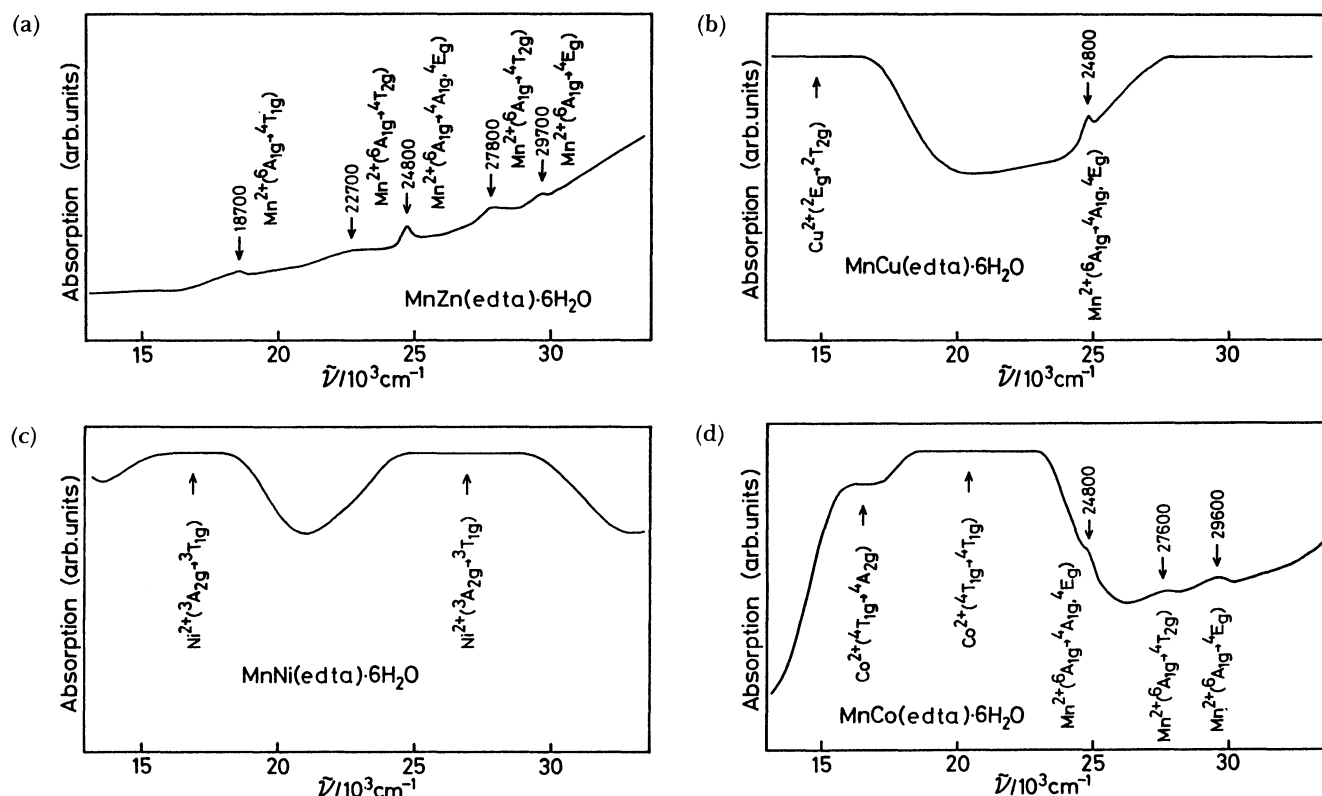 (a)
Absorption (arb.units)
18700
Mn²⁺(⁶A₁g→⁴T₁g)
22700
Mn²⁺(⁶A₁g→⁴T₂g)
24800
Mn²⁺(⁶A₁g→⁴A₁g, ⁴Eg)
27800
Mn²⁺(⁶A₁g→⁴T₂g)
29700
Mn²⁺(⁶A₁g→⁴Eg)
MnZn(edta)·6H₂O
15 20 25 30
ν̃/10³cm⁻¹
(b)
Absorption (arb.units)
Cu²⁺(²Eg→²T₂g)
24800
Mn²⁺(⁶A₁g→⁴A₁g, ⁴Eg)
MnCu(edta)·6H₂O
15 20 25 30
ν̃/10³cm⁻¹
(c)
Absorption (arb.units)
Ni²⁺(³A₂g→³T₁g)
Ni²⁺(³A₂g→³T₁g)
MnNi(edta)·6H₂O
15 20 25 30
ν̃/10³cm⁻¹
(d)
Absorption (arb.units)
Co²⁺(⁴T₁g→⁴A₂g)
Co²⁺(⁴T₁g→⁴T₁g)
24800
Mn²⁺(⁶A₁g→⁴A₁g, ⁴Eg)
27600
Mn²⁺(⁶A₁g→⁴T₂g)
29600
Mn²⁺(⁶A₁g→⁴Eg)
MnCo(edta)·6H₂O
15 20 25 30
ν̃/10³cm⁻¹